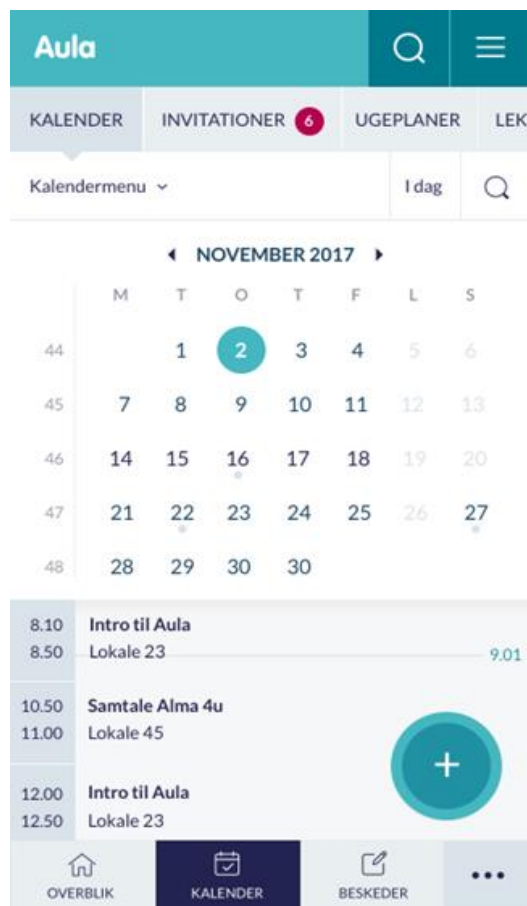 Aula
KALENDER INVITATIONER 6 UGEPLANER LEK
Kalendermenu I dag
NOVEMBER 2017
M T O T F L S
44 1 2 3 4 5 6
45 7 8 9 10 11 12 13
46 14 15 16 17 18 19 20
47 21 22 23 24 25 26 27
48 28 29 30 30
8.10 Intro til Aula
8.50 Lokale 23 9.01
10.50 Samtale Alma 4u
11.00 Lokale 45
12.00 Intro til Aula
12.50 Lokale 23
+
OVERBLIK KALENDER BESKEDER